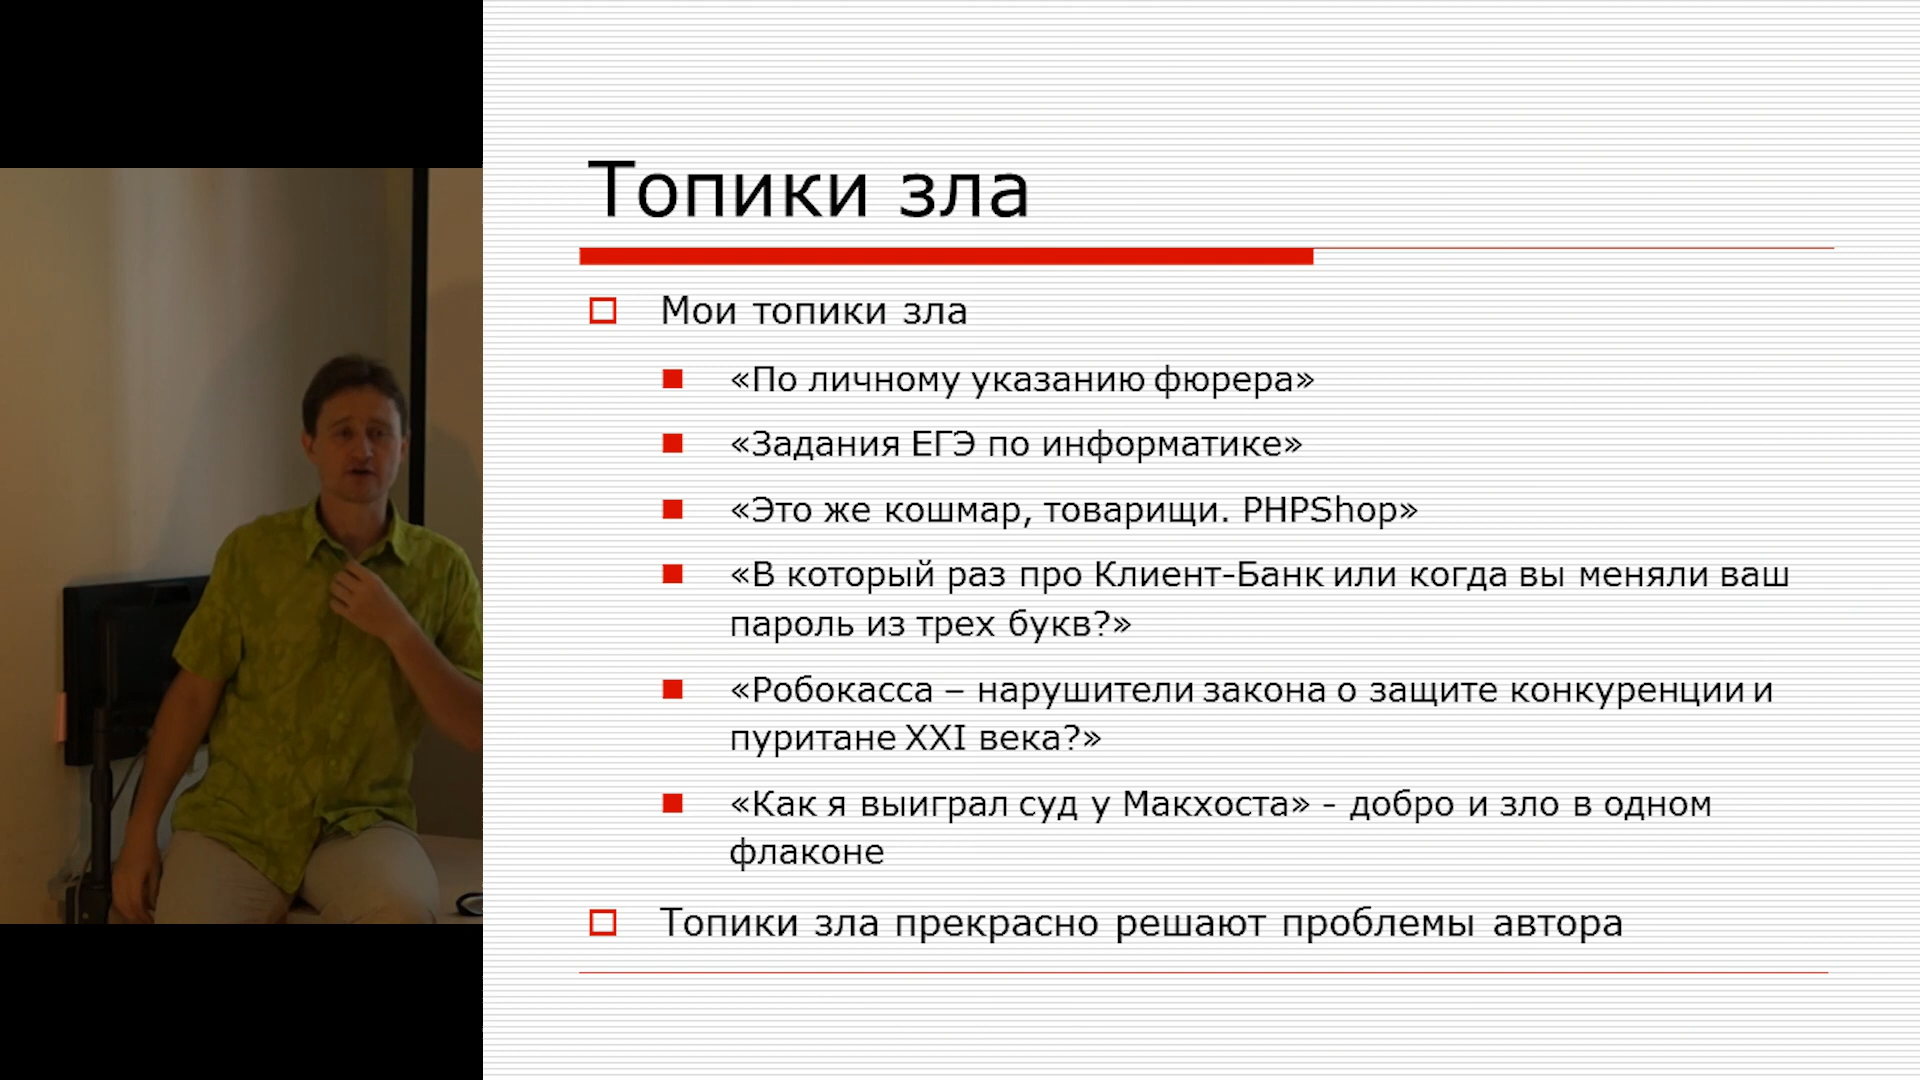 Топики зла
Мои топики зла
«По личному указанию фюрера»
«Задания ЕГЭ по информатике»
«Это же кошмар, товарищи. PHPShop»
«В который раз про Клиент-Банк или когда вы меняли ваш
пароль из трех букв?»
«Робокасса – нарушители закона о защите конкуренции и
пуритане XXI века?»
«Как я выиграл суд у Макхоста» - добро и зло в одном
флаконе
Топики зла прекрасно решают проблемы автора